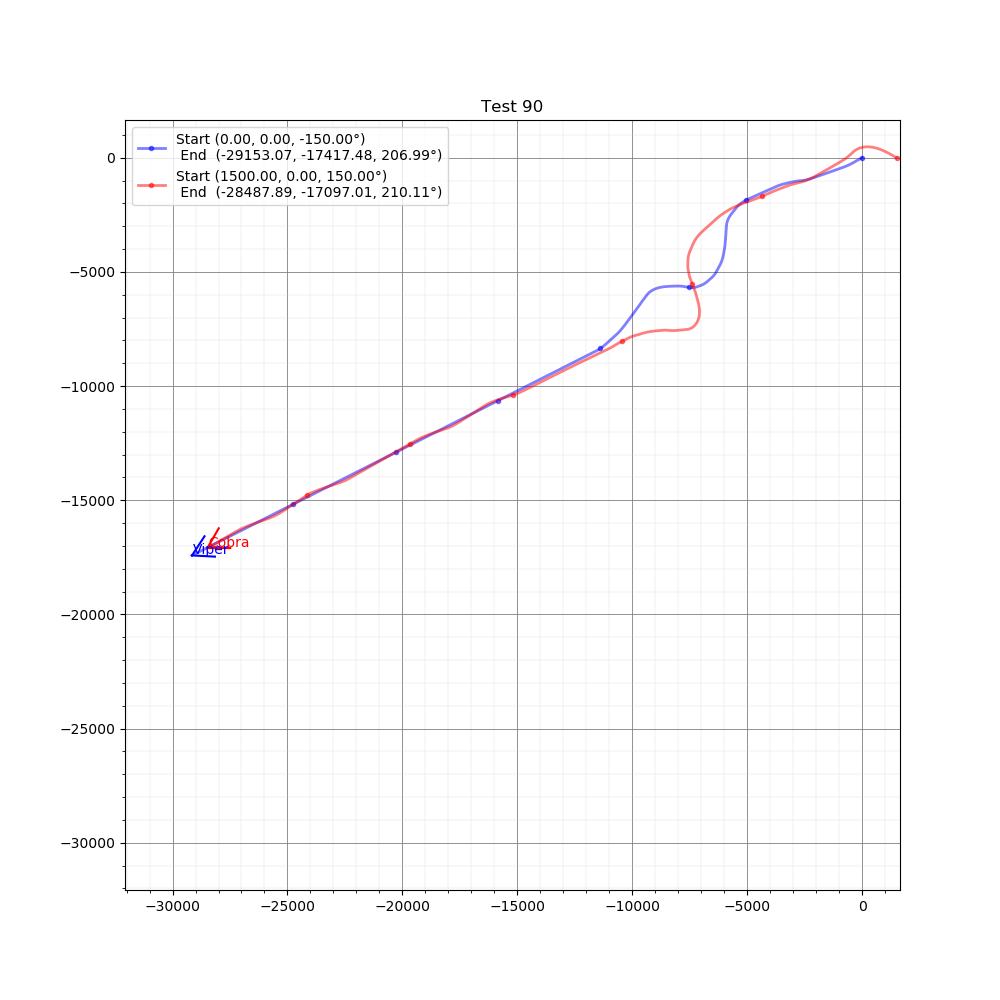 Test 90
Start (0.00, 0.00, -150.00°)
End (-29153.07, -17417.48, 206.99°)
Start (1500.00, 0.00, 150.00°)
End (-28487.89, -17097.01, 210.11°)
0
−5000
−10000
−15000
−20000
−25000
−30000
Cobra
Viper
−30000
−25000
−20000
−15000
−10000
−5000
0